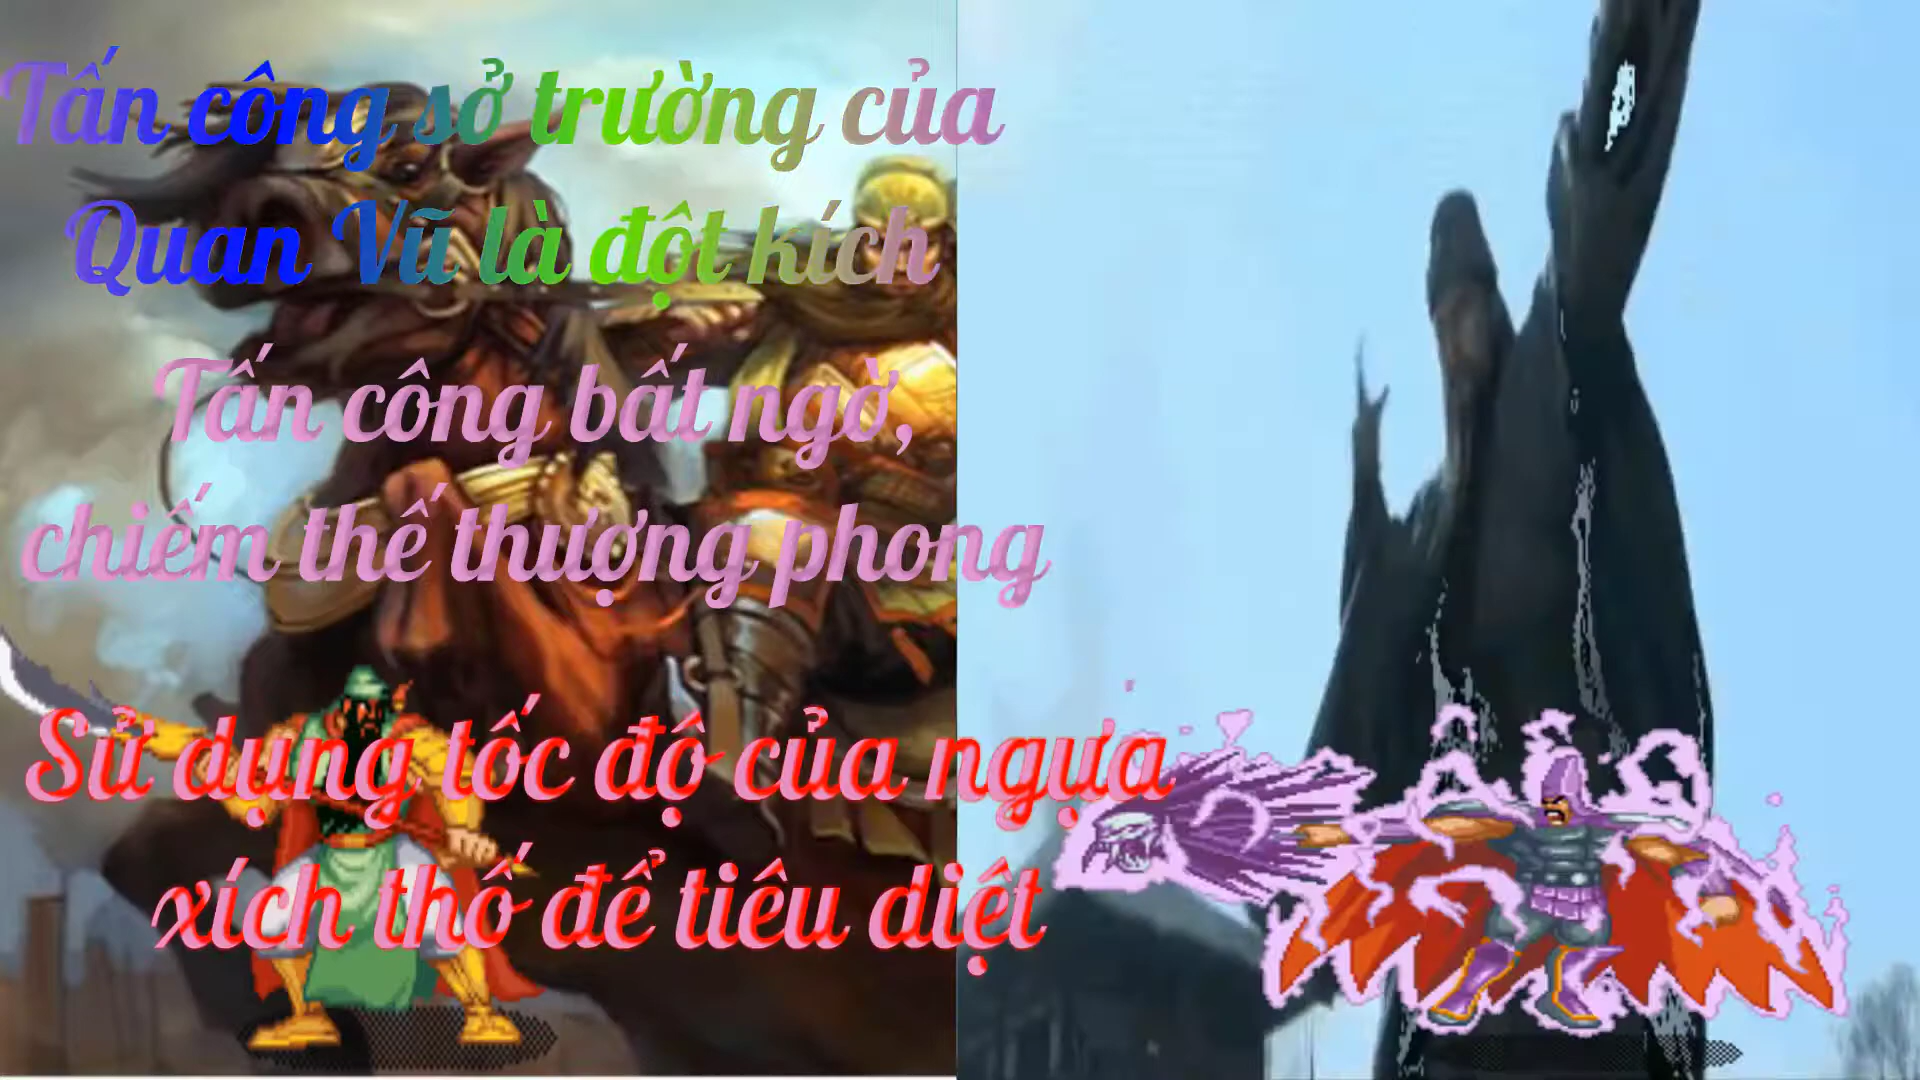 Tấn công sở trường của
Quan Vũ là đột kích
Tấn công bất ngờ,
chiếm thế thượng phong
Sử dụng tốc độ của ngựa
xích thố để tiêu diệt